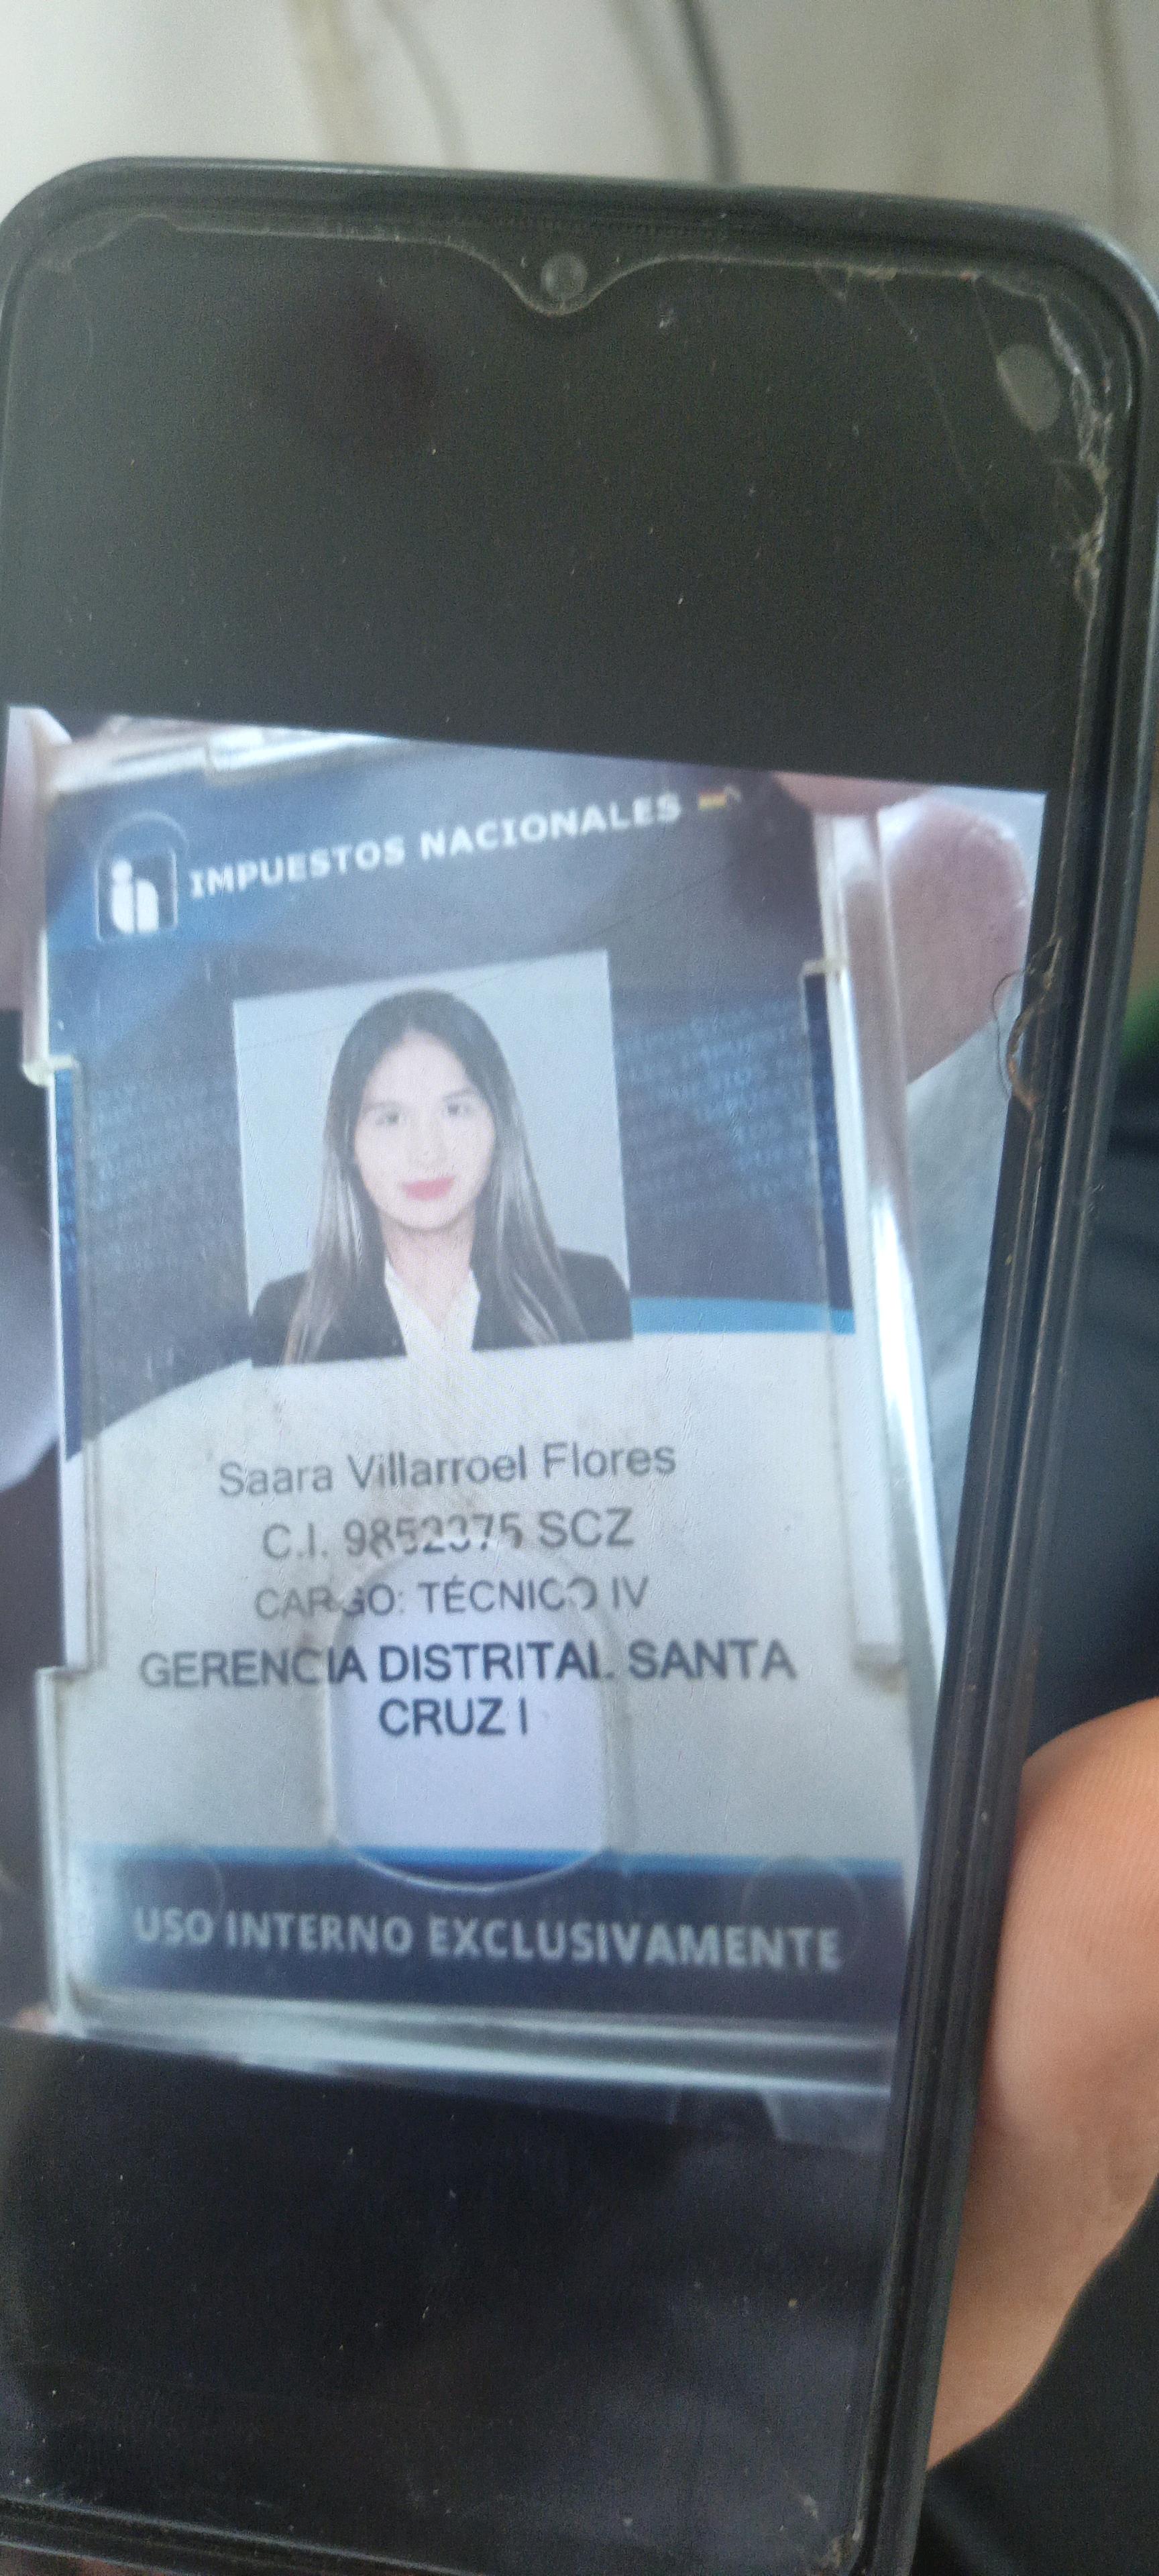 IMPUESTOS NACIONALES
Saara Villarroel Flores
C.I. 9852375 SCZ
CARGO: TÉCNICO IV
GERENCIA DISTRITAL SANTA
CRUZ I
USO INTERNO EXCLUSIVAMENTE